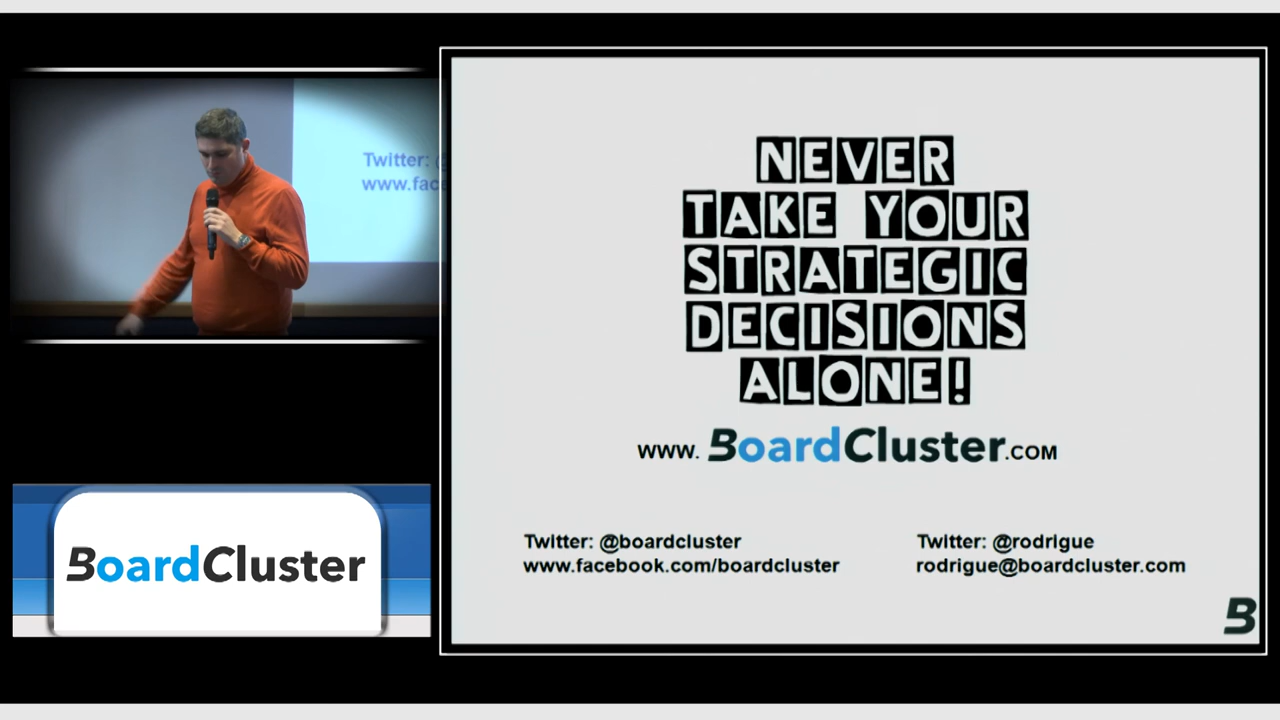 Twitter:
www.fac
BoardCluster
NEVER
TAKE YOUR
STRATEGIC
DECISIONS
ALONE!
www.BoardCluster.com
Twitter: @boardcluster
www.facebook.com/boardcluster
Twitter: @rodrigue
rodrigue@boardcluster.com
B